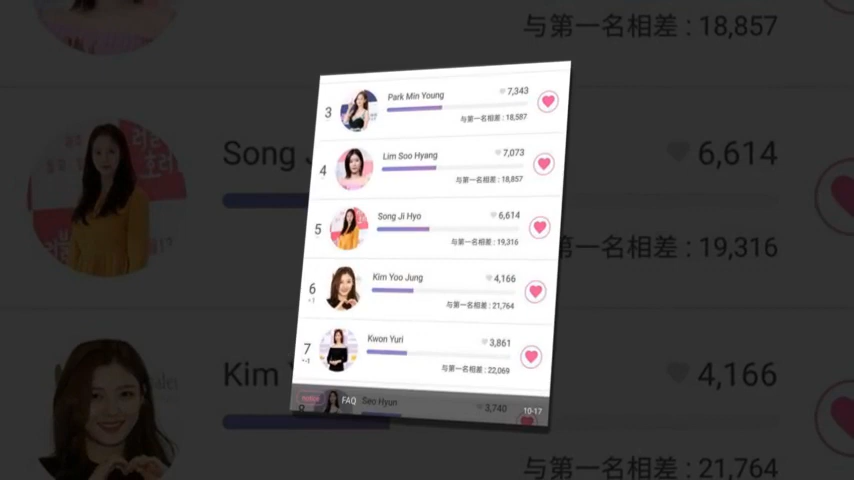 与第一名相差 : 18,857
3 Park Min Young 7,343
与第一名相差 : 18,587
4 Lim Soo Hyang 7,073
与第一名相差 : 18,857
5 Song Ji Hyo 6,614
与第一名相差 : 19,316
6 Kim Yoo Jung 4,166
与第一名相差 : 21,764
7 Kwon Yuri 3,861
与第一名相差 : 22,069
8 Seo Hyun 3,740
FAQ 10-17
Song 6,614
与第一名相差 : 19,316
Kim 4,166
与第一名相差 : 21,764